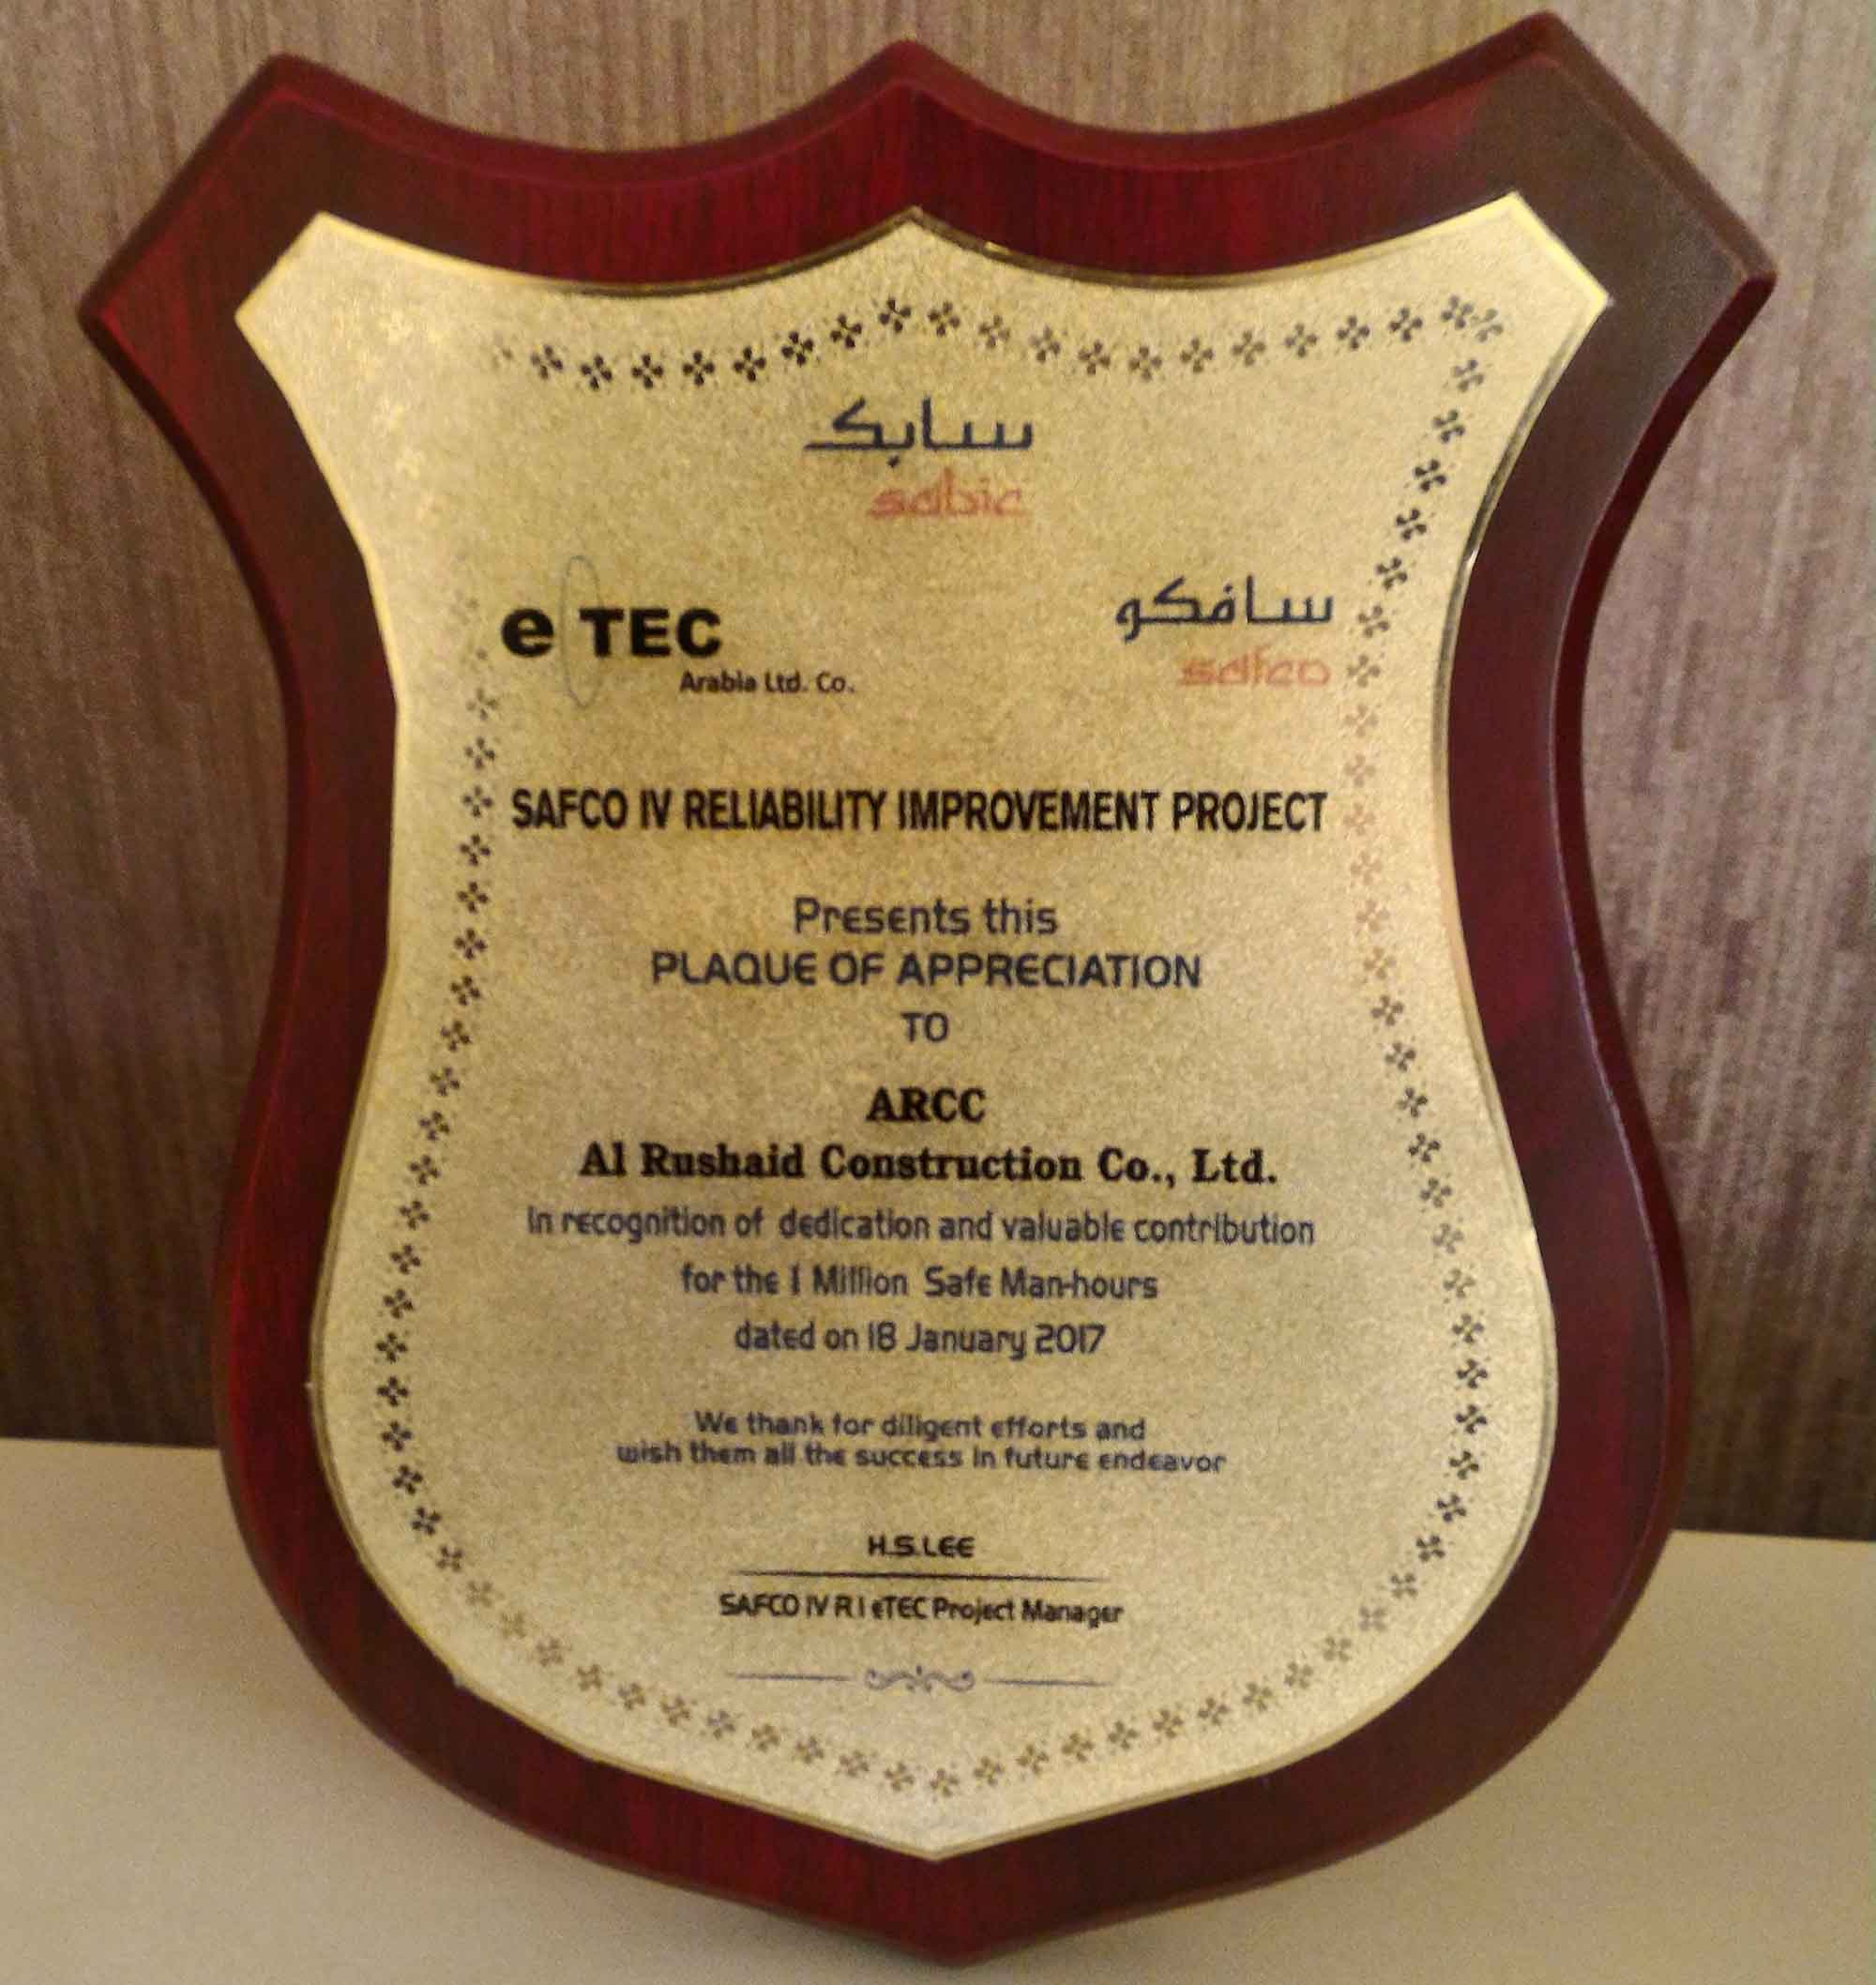 سابك
sabic
e TEC
Arabia Ltd. Co.
سافكو
safco
SAFCO IV RELIABILITY IMPROVEMENT PROJECT
Presents this
PLAQUE OF APPRECIATION
TO
ARCC
Al Rushaid Construction Co., Ltd.
In recognition of dedication and valuable contribution
for the 1 Million Safe Man-hours
dated on 18 January 2017
We thank for diligent efforts and
wish them all the success in future endeavor
H.S.LEE
SAFCO IV R I eTEC Project Manager